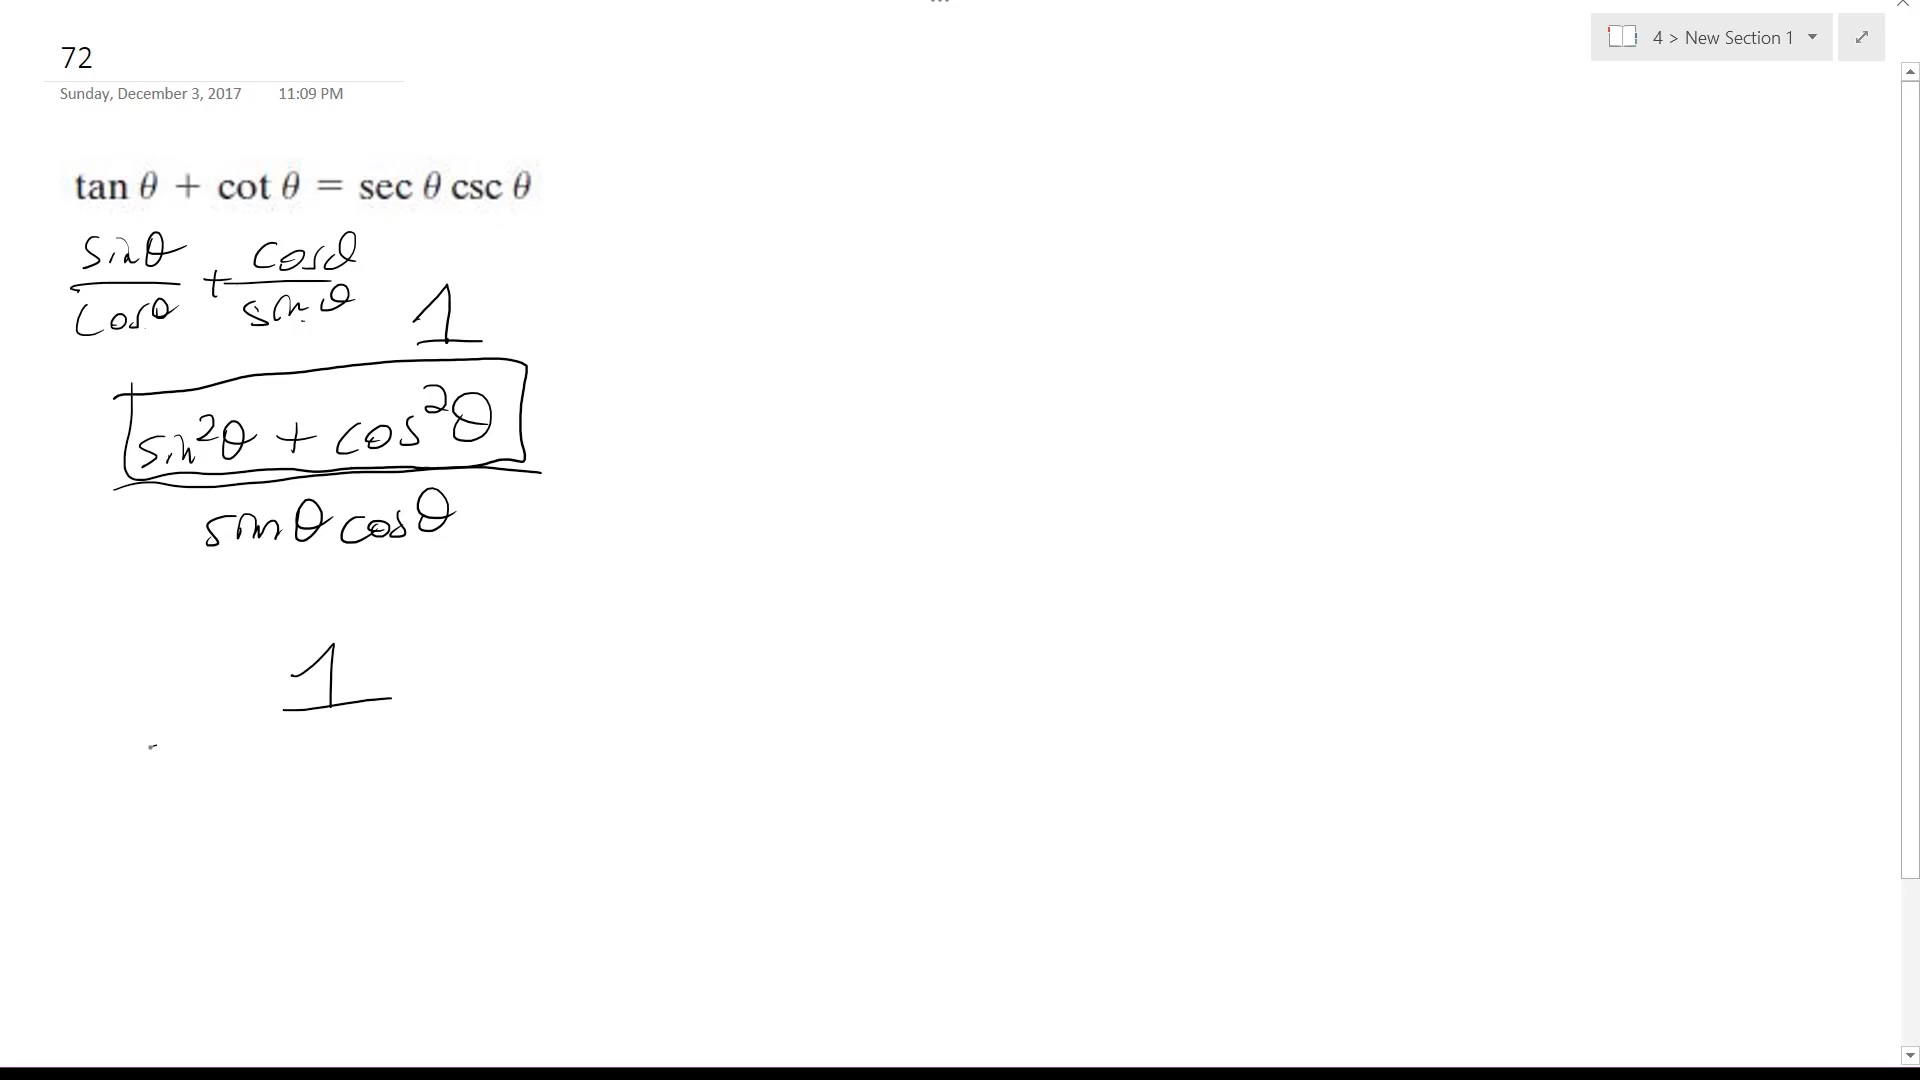 4 > New Section 1
72
Sunday, December 3, 2017 11:09 PM
tan θ + cot θ = sec θ csc θ
sinθ cosθ
+
cosθ sinθ
1
sin²θ + cos²θ
sinθ cosθ
1